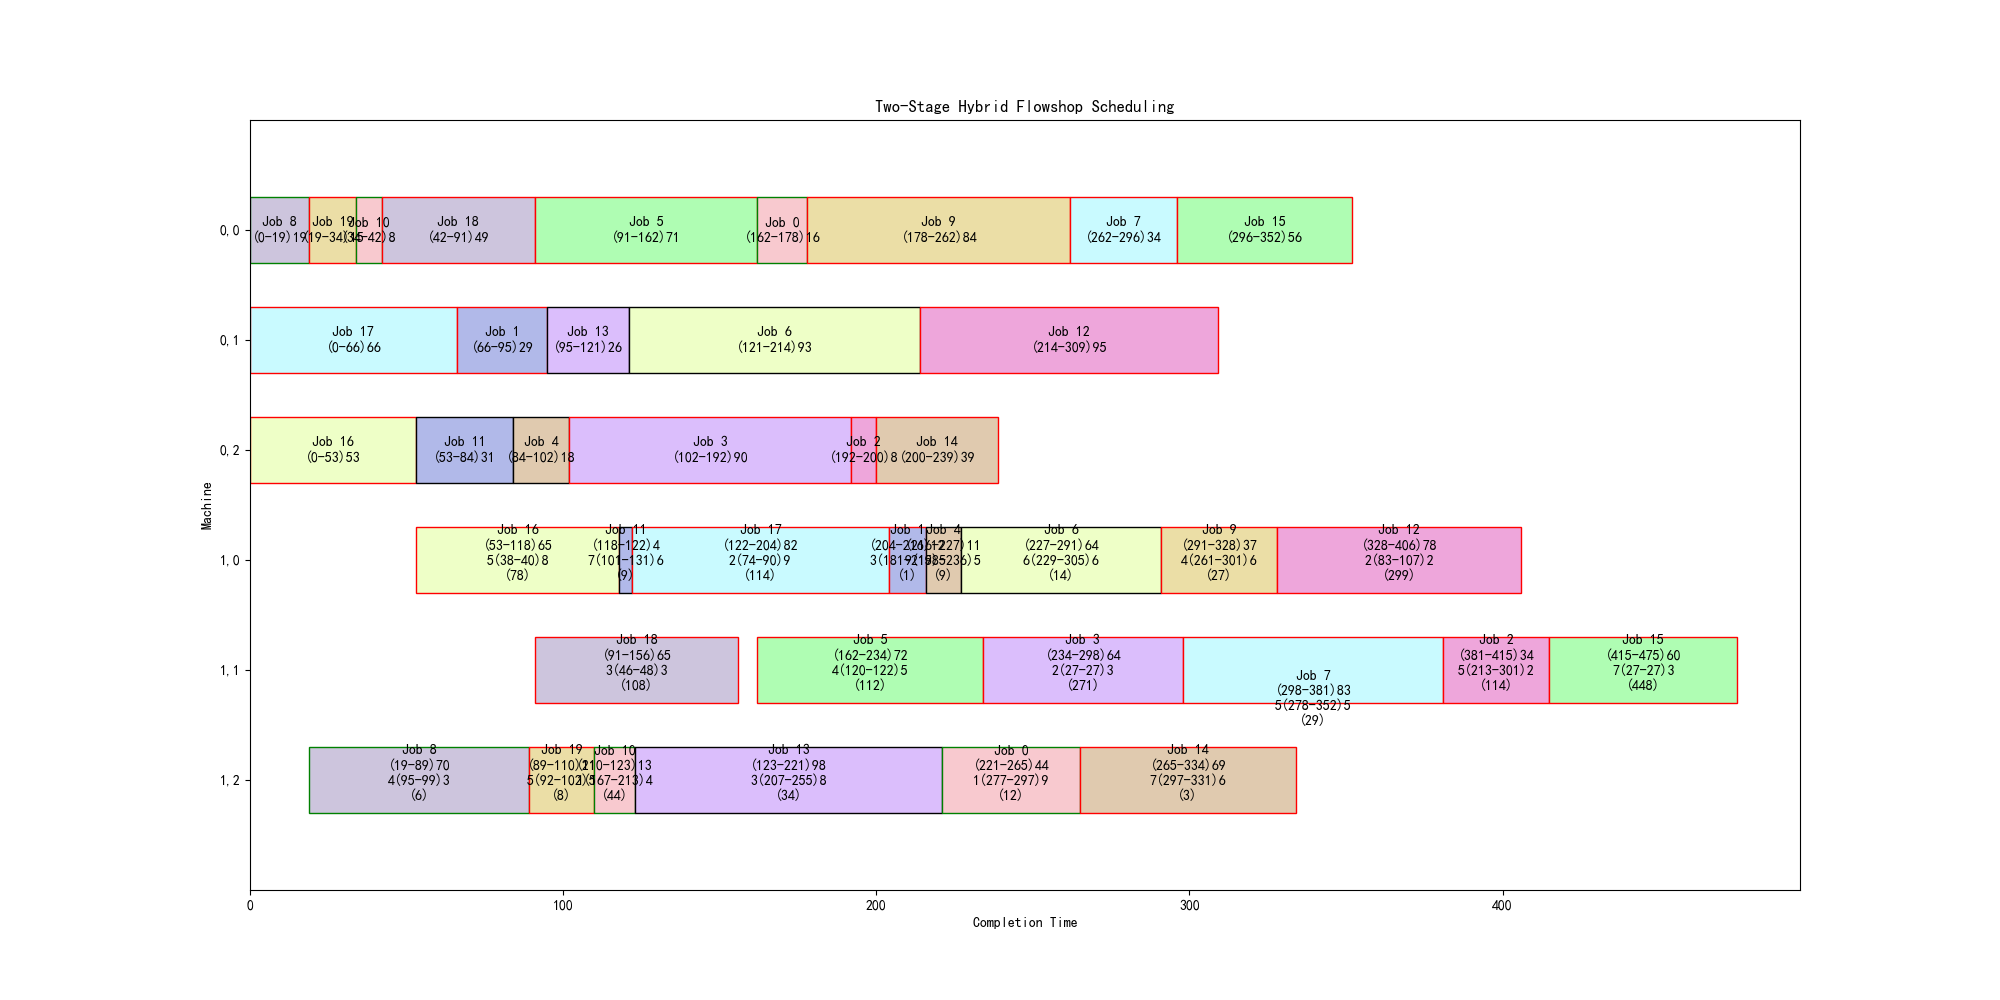 Two-Stage Hybrid Flowshop Scheduling
0,0
Job 8
(0-19)19
Job 19
(19-34)15
Job 10
(34-42)8
Job 18
(42-91)49
Job 5
(91-162)71
Job 0
(162-178)16
Job 9
(178-262)84
Job 7
(262-296)34
Job 15
(296-352)56
0,1
Job 17
(0-66)66
Job 1
(66-95)29
Job 13
(95-121)26
Job 6
(121-214)93
Job 12
(214-309)95
0,2
Job 16
(0-53)53
Job 11
(53-84)31
Job 4
(84-102)18
Job 3
(102-192)90
Job 2
(192-200)8
Job 14
(200-239)39
Machine
1,0
Job 16
(53-118)65
5(38-40)8
(78)
Job 11
(118-122)4
7(101-131)6
(9)
Job 17
(122-204)82
2(74-90)9
(114)
Job 1
(204-216)12
(1)
Job 4
(216-227)11
(9)
Job 6
(227-291)64
6(229-305)6
(14)
Job 9
(291-328)37
4(261-301)6
(27)
Job 12
(328-406)78
2(83-107)2
(299)
1,1
Job 18
(91-156)65
3(46-48)3
(108)
Job 5
(162-234)72
4(120-122)5
(112)
Job 3
(234-298)64
2(27-27)3
(271)
Job 7
(298-381)83
5(278-352)5
(29)
Job 2
(381-415)34
5(213-301)2
(114)
Job 15
(415-475)60
7(27-27)3
(448)
1,2
Job 8
(19-89)70
4(95-99)3
(6)
Job 19
(89-110)21
(8)
Job 10
(110-123)13
(44)
Job 13
(123-221)98
3(207-255)8
(34)
Job 0
(221-265)44
1(277-297)9
(12)
Job 14
(265-334)69
7(297-331)6
(3)
0
100
200
300
400
Completion Time